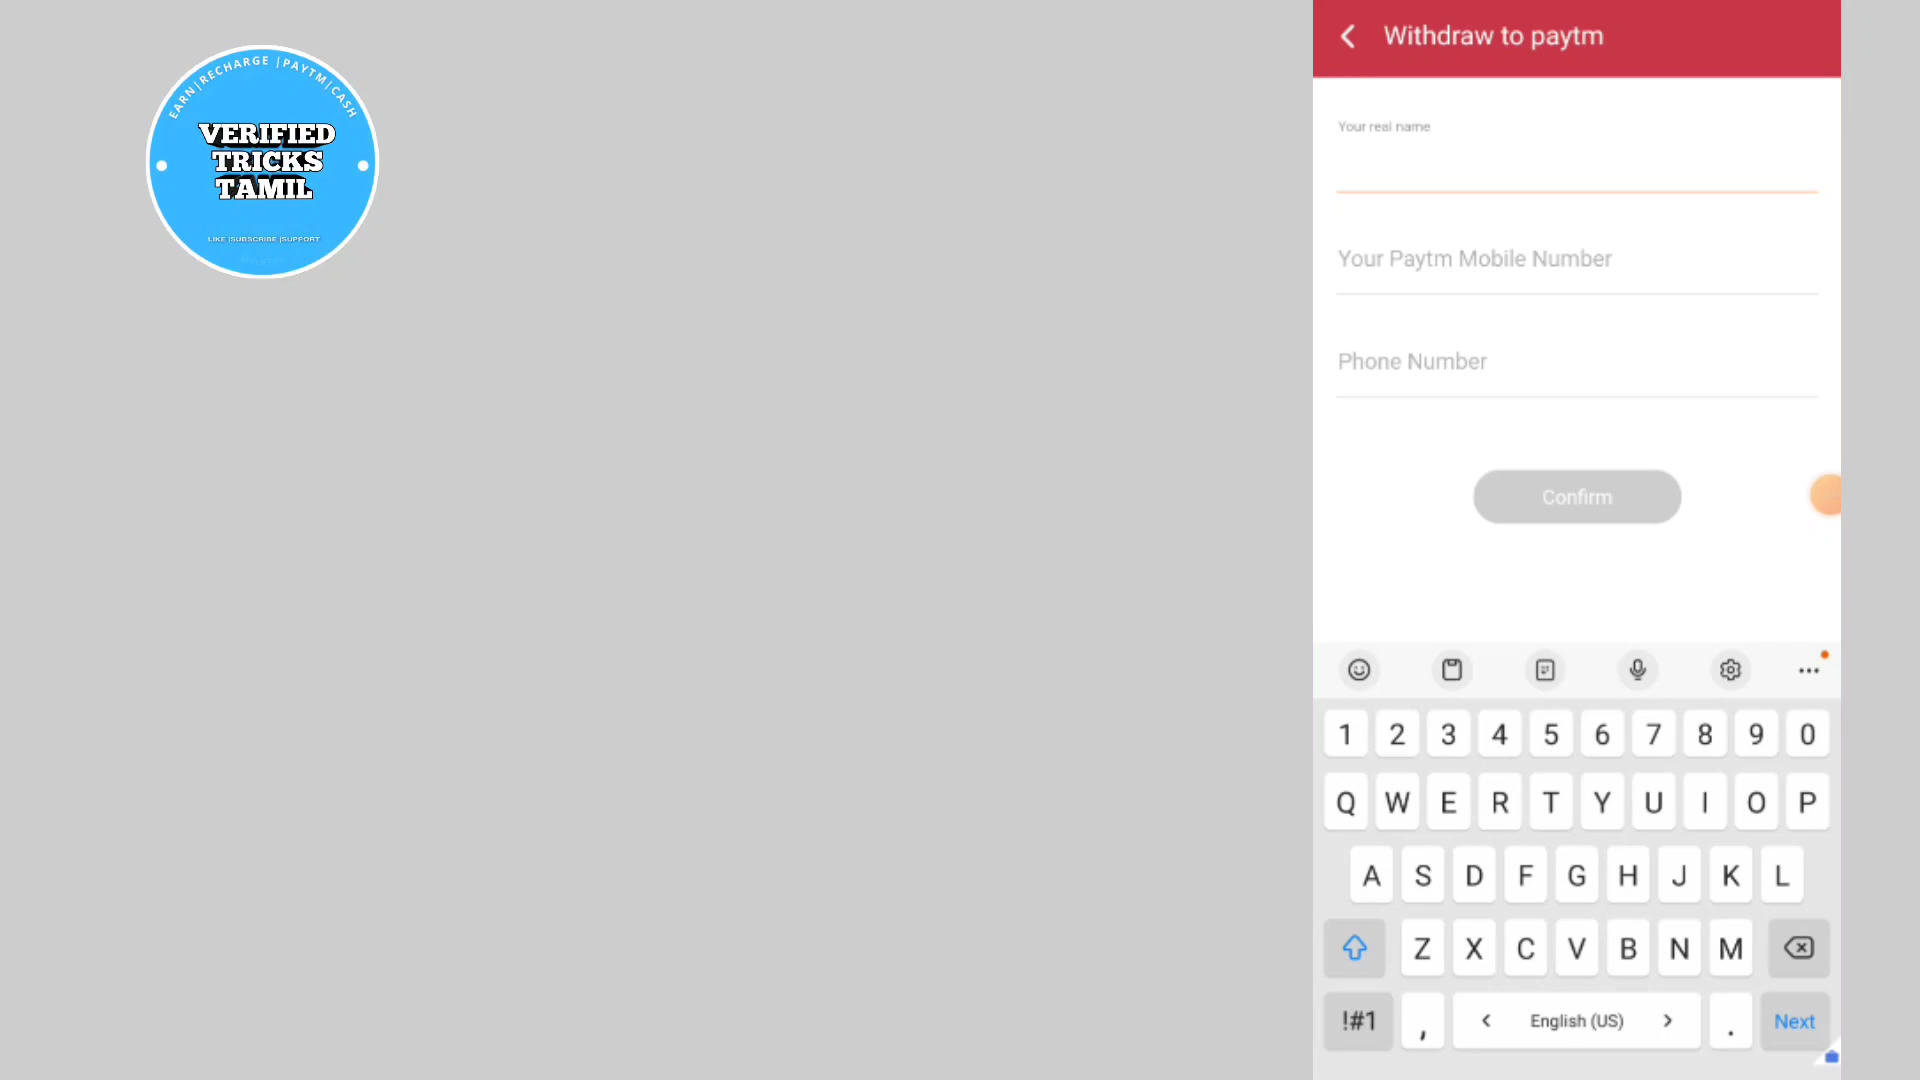 EARN|RECHARGE |PAYTM|CASH
VERIFIED
TRICKS
TAMIL
LIKE |SUBSCRIBE |SUPPORT
Withdraw to paytm
Your real name
Your Paytm Mobile Number
Phone Number
Confirm
1 2 3 4 5 6 7 8 9 0
Q W E R T Y U I O P
A S D F G H J K L
Z X C V B N M
!#1 , < English (US) > . Next